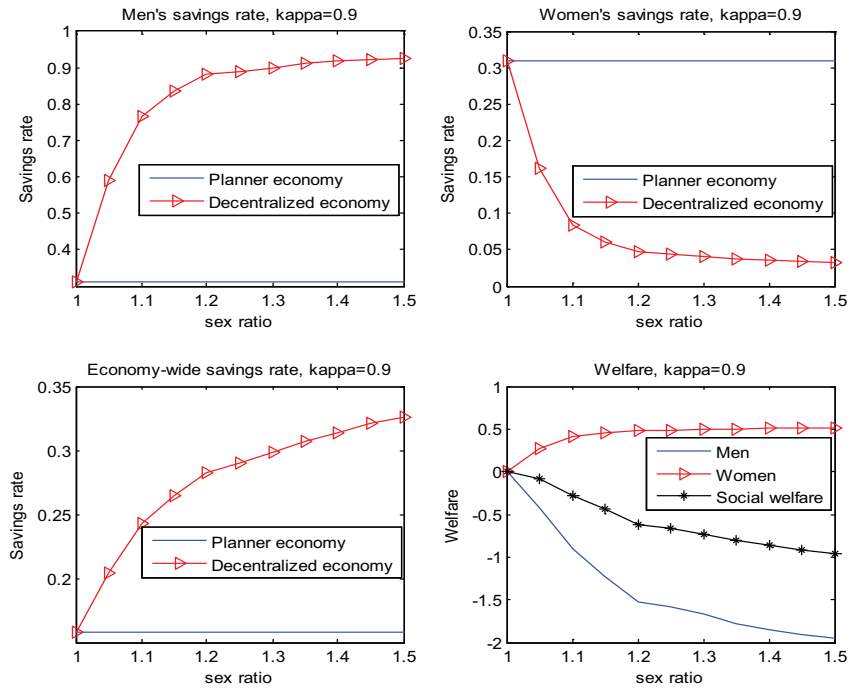 Men's savings rate, kappa=0.9
1
0.9
0.8
0.7
0.6
0.5
0.4
Savings rate
Planner economy
Decentralized economy
1 1.1 1.2 1.3 1.4 1.5
sex ratio
Women's savings rate, kappa=0.9
0.35
0.3
0.25
0.2
0.15
0.1
0.05
0
Savings rate
Planner economy
Decentralized economy
1 1.1 1.2 1.3 1.4 1.5
sex ratio
Economy-wide savings rate, kappa=0.9
0.35
0.3
0.25
0.2
Savings rate
Planner economy
Decentralized economy
1 1.1 1.2 1.3 1.4 1.5
sex ratio
Welfare, kappa=0.9
1
0.5
0
-0.5
-1
-1.5
-2
Welfare
Men
Women
Social welfare
1 1.1 1.2 1.3 1.4 1.5
sex ratio